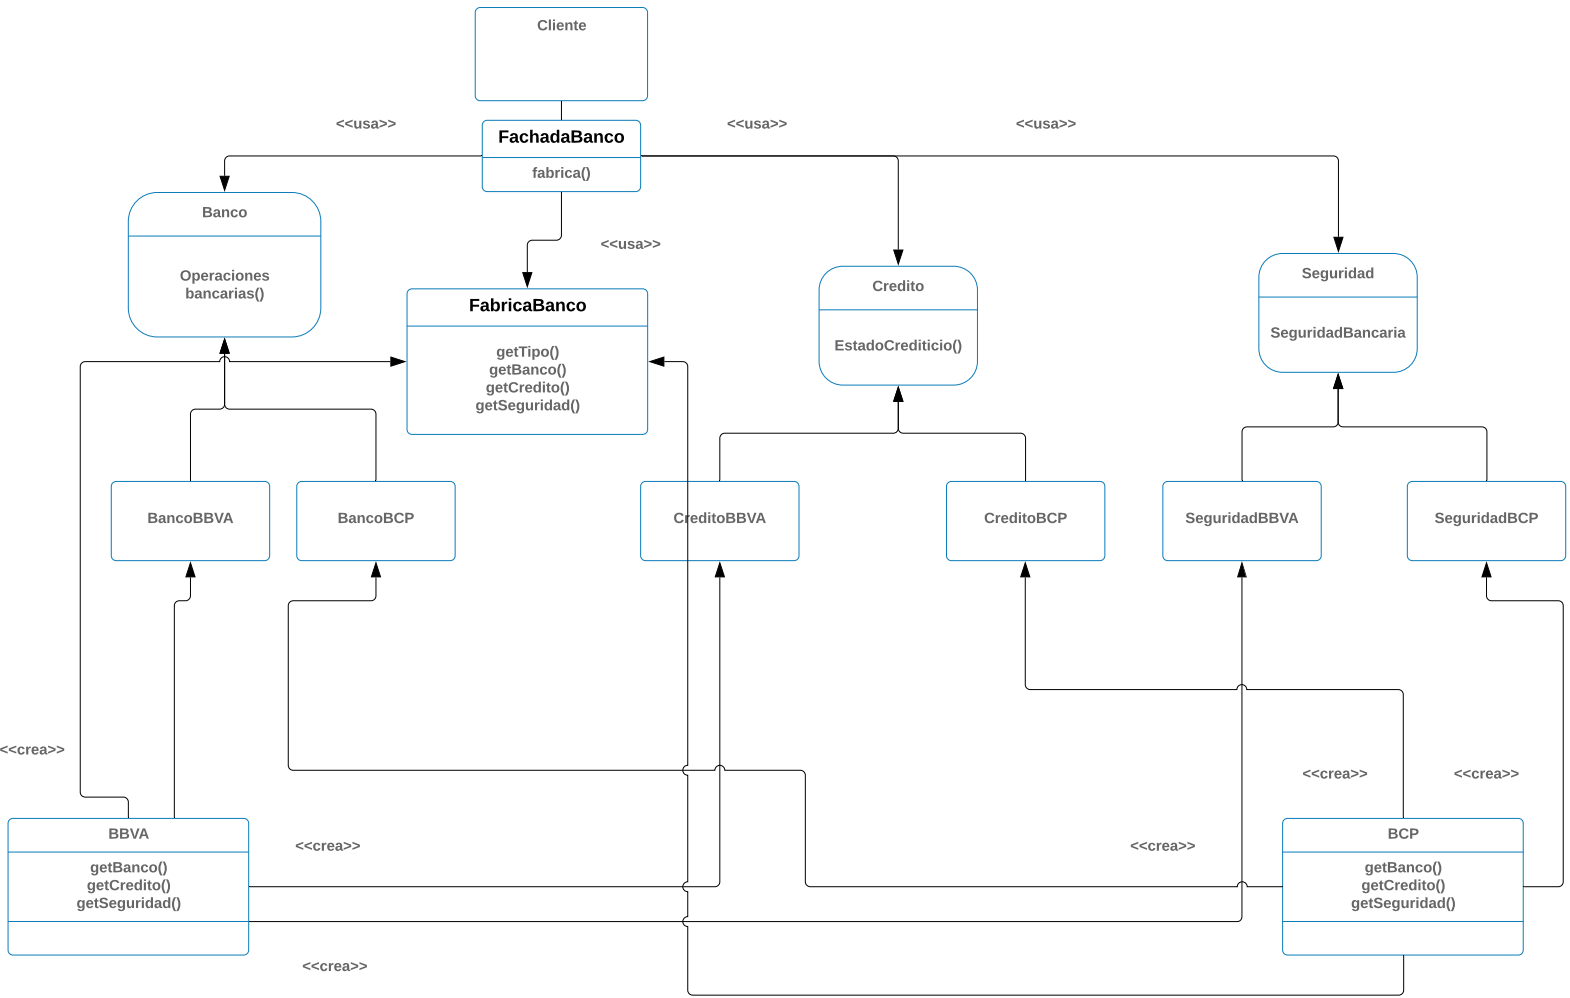 Cliente
<<usa>>
<<usa>>
<<usa>>
FachadaBanco
fabrica()
Banco
Operaciones
bancarias()
<<usa>>
FabricaBanco
getTipo()
getBanco()
getCredito()
getSeguridad()
Credito
EstadoCrediticio()
Seguridad
SeguridadBancaria
BancoBBVA
BancoBCP
CreditoBBVA
CreditoBCP
SeguridadBBVA
SeguridadBCP
<<crea>>
<<crea>>
<<crea>>
BBVA
getBanco()
getCredito()
getSeguridad()
<<crea>>
<<crea>>
BCP
getBanco()
getCredito()
getSeguridad()
<<crea>>